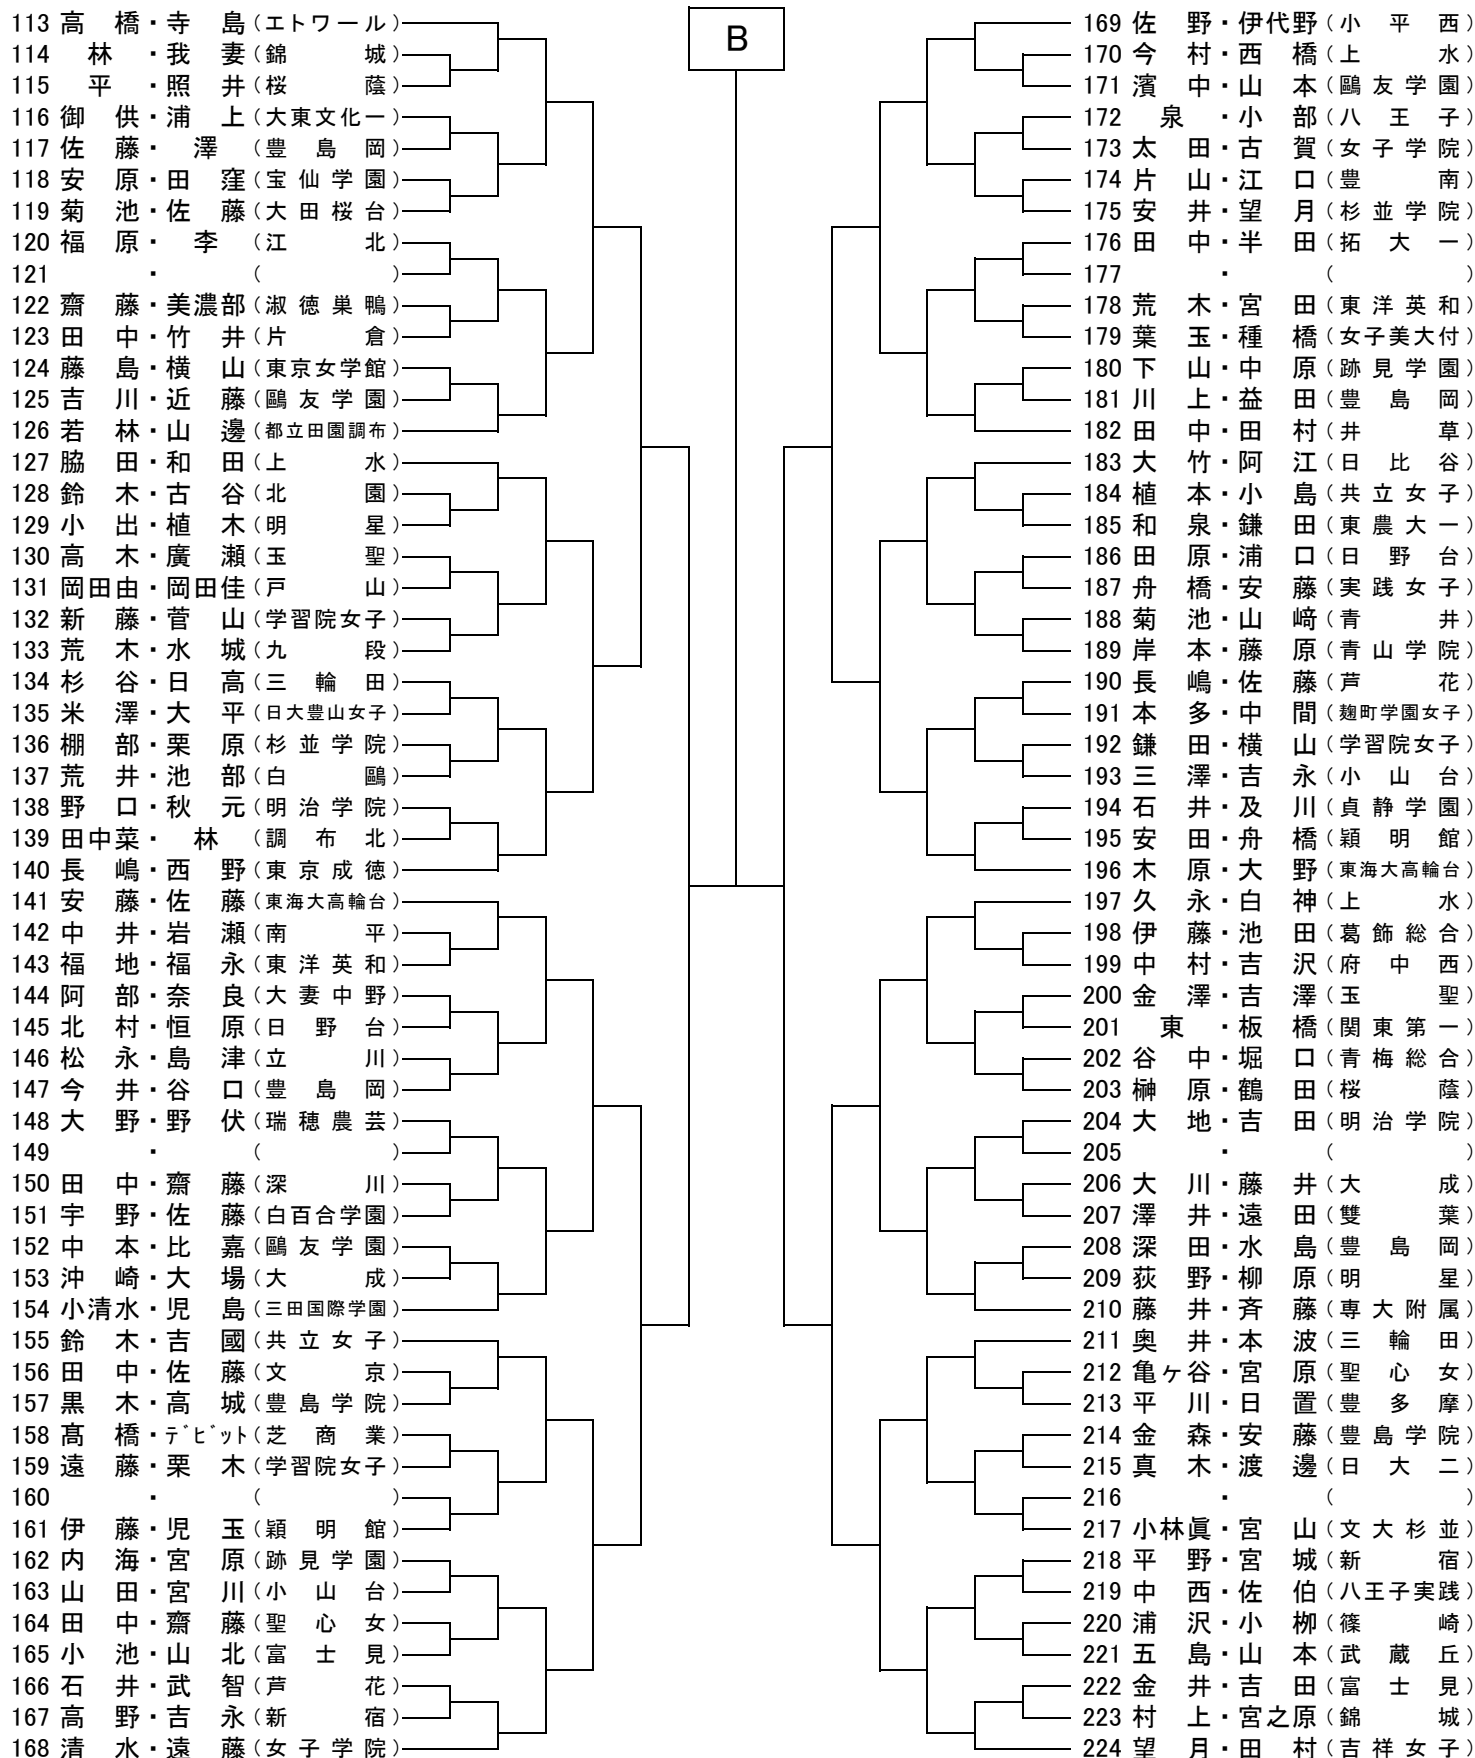 B
113 高橋・寺島(エトワール)
114 林・我妻(錦城)
115 平・照井(桜蔭)
116 御供・浦上(大東文化一)
117 佐藤・澤(豊島岡)
118 安原・田窪(宝仙学園)
119 菊池・佐藤(大田桜台)
120 福原・李(江北)
121 ・( )
122 齋藤・美濃部(淑徳巣鴨)
123 田中・竹井(片倉)
124 藤島・横山(東京女学館)
125 吉川・近藤(鷗友学園)
126 若林・山邊(都立田園調布)
127 脇田・和田(上水)
128 鈴木・古谷(北園)
129 小出・植木(明星)
130 高木・廣瀬(玉聖)
131 岡田由・岡田佳(戸山)
132 新藤・菅山(学習院女子)
133 荒木・水城(九段)
134 杉谷・日高(三輪田)
135 米澤・大平(日大豊山女子)
136 棚部・栗原(杉並学院)
137 荒井・池部(白鷗)
138 野口・秋元(明治学院)
139 田中菜・林(調布北)
140 長嶋・西野(東京成徳)
141 安藤・佐藤(東海大高輪台)
142 中井・岩瀬(南平)
143 福地・福永(東洋英和)
144 阿部・奈良(大妻中野)
145 北村・恒原(日野台)
146 松永・島津(立川)
147 今井・谷口(豊島岡)
148 大野・野伏(瑞穂農芸)
149 ・( )
150 田中・齋藤(深川)
151 宇野・佐藤(白百合学園)
152 中本・比嘉(鷗友学園)
153 沖崎・大場(大成)
154 小清水・児島(三田国際学園)
155 鈴木・吉國(共立女子)
156 田中・佐藤(文京)
157 黒木・高城(豊島学院)
158 髙橋・デビット(芝商業)
159 遠藤・栗木(学習院女子)
160 ・( )
161 伊藤・児玉(穎明館)
162 内海・宮原(跡見学園)
163 山田・宮川(小山台)
164 田中・齋藤(聖心女)
165 小池・山北(富士見)
166 石井・武智(芦花)
167 高野・吉永(新宿)
168 清水・遠藤(女子学院)
169 佐野・伊代野(小平西)
170 今村・西橋(上水)
171 濱中・山本(鷗友学園)
172 泉・小部(八王子)
173 太田・古賀(女子学院)
174 片山・江口(豊南)
175 安井・望月(杉並学院)
176 田中・半田(拓大一)
177 ・( )
178 荒木・宮田(東洋英和)
179 葉玉・種橋(女子美大付)
180 下山・中原(跡見学園)
181 川上・益田(豊島岡)
182 田中・田村(井草)
183 大竹・阿江(日比谷)
184 植本・小島(共立女子)
185 和泉・鎌田(東農大一)
186 田原・浦口(日野台)
187 舟橋・安藤(実践女子)
188 菊池・山﨑(青井)
189 岸本・藤原(青山学院)
190 長嶋・佐藤(芦花)
191 本多・中間(麹町学園女子)
192 鎌田・横山(学習院女子)
193 三澤・吉永(小山台)
194 石井・及川(貞静学園)
195 安田・舟橋(穎明館)
196 木原・大野(東海大高輪台)
197 久永・白神(上水)
198 伊藤・池田(葛飾総合)
199 中村・吉沢(府中西)
200 金澤・吉澤(玉聖)
201 東・板橋(関東第一)
202 谷中・堀口(青梅総合)
203 榊原・鶴田(桜蔭)
204 大地・吉田(明治学院)
205 ・( )
206 大川・藤井(大成)
207 澤井・遠田(雙葉)
208 深田・水島(豊島岡)
209 荻野・柳原(明星)
210 藤井・斉藤(専大附属)
211 奥井・本波(三輪田)
212 亀ヶ谷・宮原(聖心女)
213 平川・日置(豊多摩)
214 金森・安藤(豊島学院)
215 真木・渡邊(日大二)
216 ・( )
217 小林眞・宮山(文大杉並)
218 平野・宮城(新宿)
219 中西・佐伯(八王子実践)
220 浦沢・小栁(篠崎)
221 五島・山本(武蔵丘)
222 金井・吉田(富士見)
223 村上・宮之原(錦城)
224 望月・田村(吉祥女子)